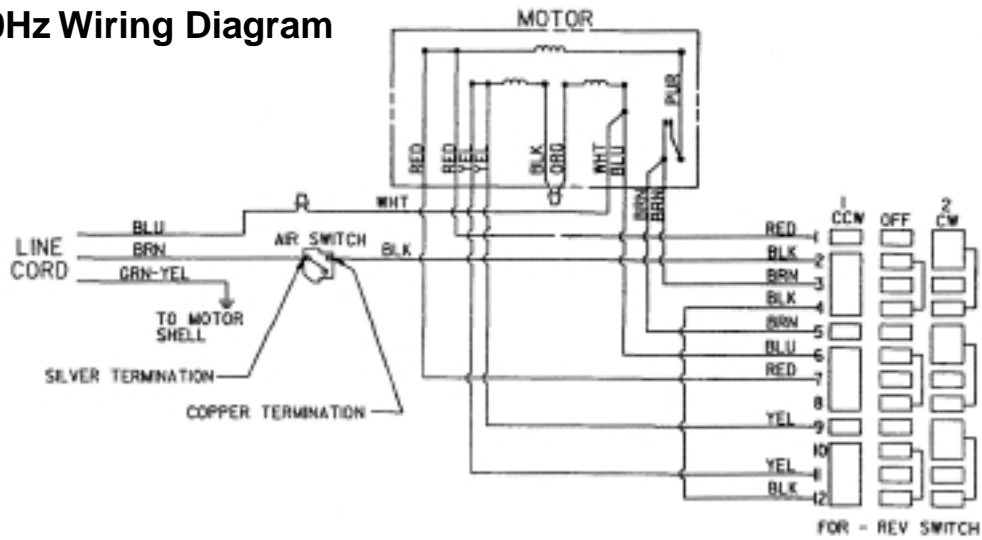 0Hz Wiring Diagram
MOTOR
PUR
RED
RED
YEL
YEL
BLK
ORG
WHT
BLU
BRN
BRN
WHT
BLU
LINE CORD
BRN
AIR SWITCH
BLK
GRN-YEL
TO MOTOR SHELL
SILVER TERMINATION
COPPER TERMINATION
1
CCW
OFF
2
CW
RED 1
BLK 2
BRN 3
BLK 4
BRN 5
BLU 6
RED 7
8
YEL 9
10
YEL 11
BLK 12
FOR - REV SWITCH